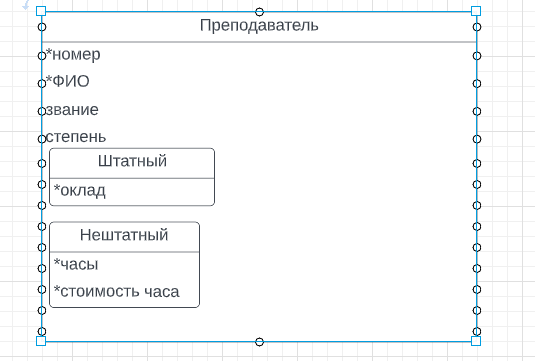 Преподаватель
*номер
*ФИО
звание
степень
Штатный
*оклад
Нештатный
*часы
*стоимость часа